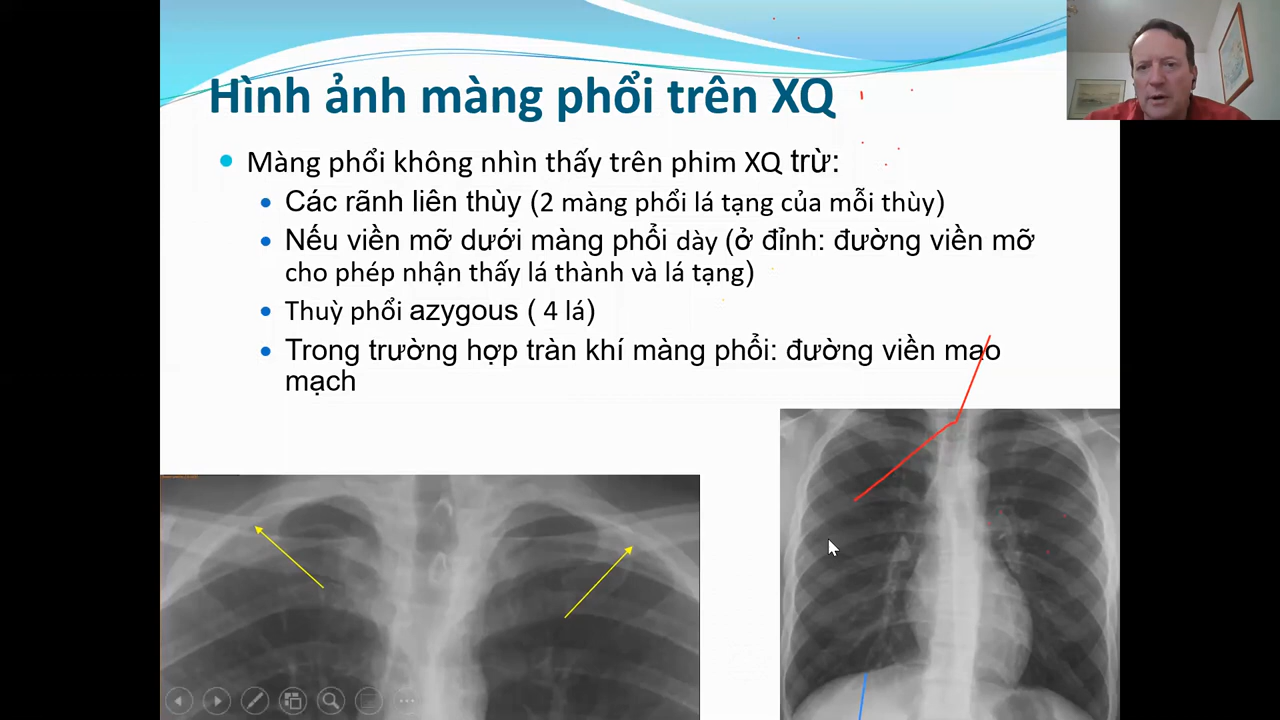 Hình ảnh màng phổi trên XQ
Màng phổi không nhìn thấy trên phim XQ trừ:
Các rãnh liên thùy (2 màng phổi lá tạng của mỗi thùy)
Nếu viền mỡ dưới màng phổi dày (ở đỉnh: đường viền mỡ
cho phép nhận thấy lá thành và lá tạng)
Thuỳ phổi azygous ( 4 lá)
Trong trường hợp tràn khí màng phổi: đường viền mao
mạch